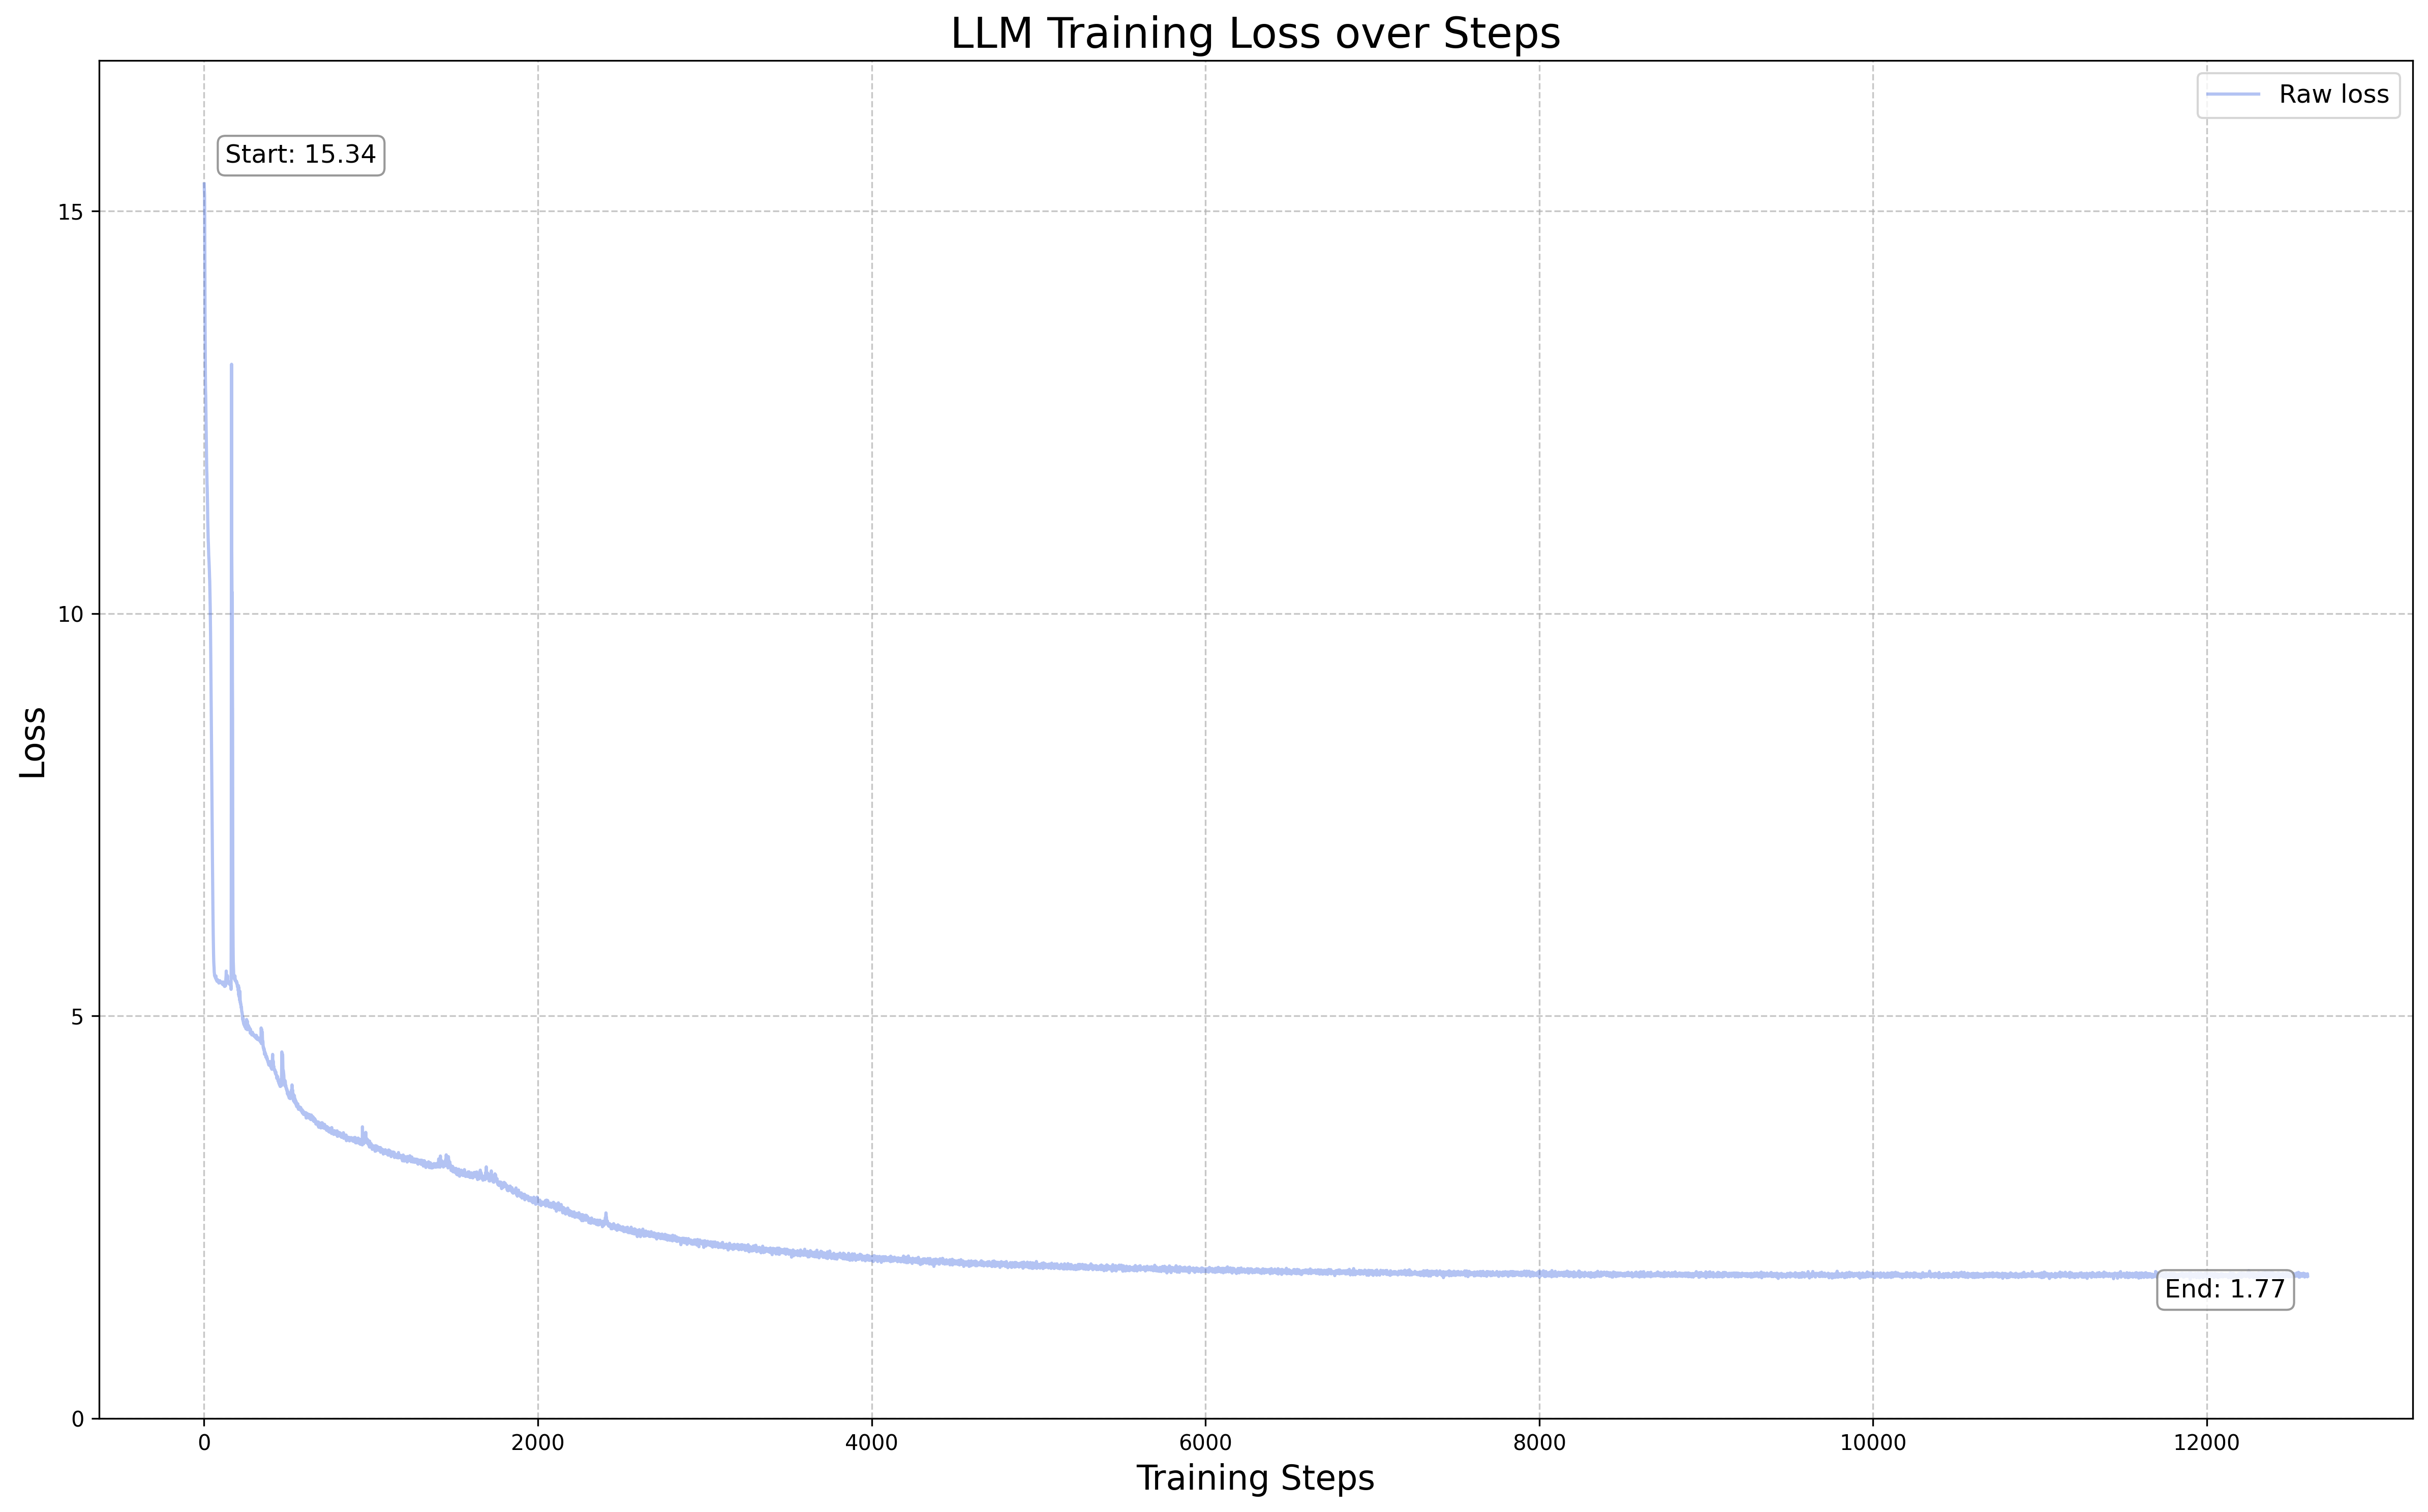 LLM Training Loss over Steps
Raw loss
Start: 15.34
15
10
5
0
Loss
End: 1.77
0 2000 4000 6000 8000 10000 12000
Training Steps